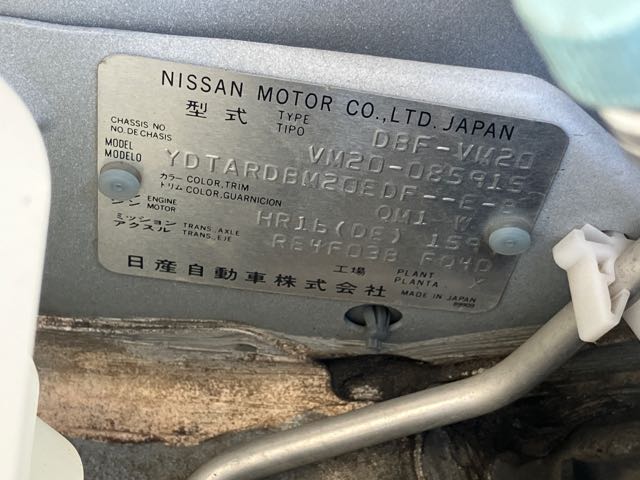 NISSAN MOTOR CO., LTD. JAPAN
型式 TYPE TIPO DBF-VM20
CHASSIS NO NO. DE CHASIS VM20-085915
MODEL MODELO YDTARDBM20EDF--E-
カラー COLOR, TRIM
トリム COLOR, GUARNICION QM1 W
エンジン ENGINE MOTOR HR16(DE) 159
ミッション TRANS., AXLE
アクスル TRANS., EJE RE4F03B F040
工場 PLANT PLANTA X
日産自動車株式会社 MADE IN JAPAN